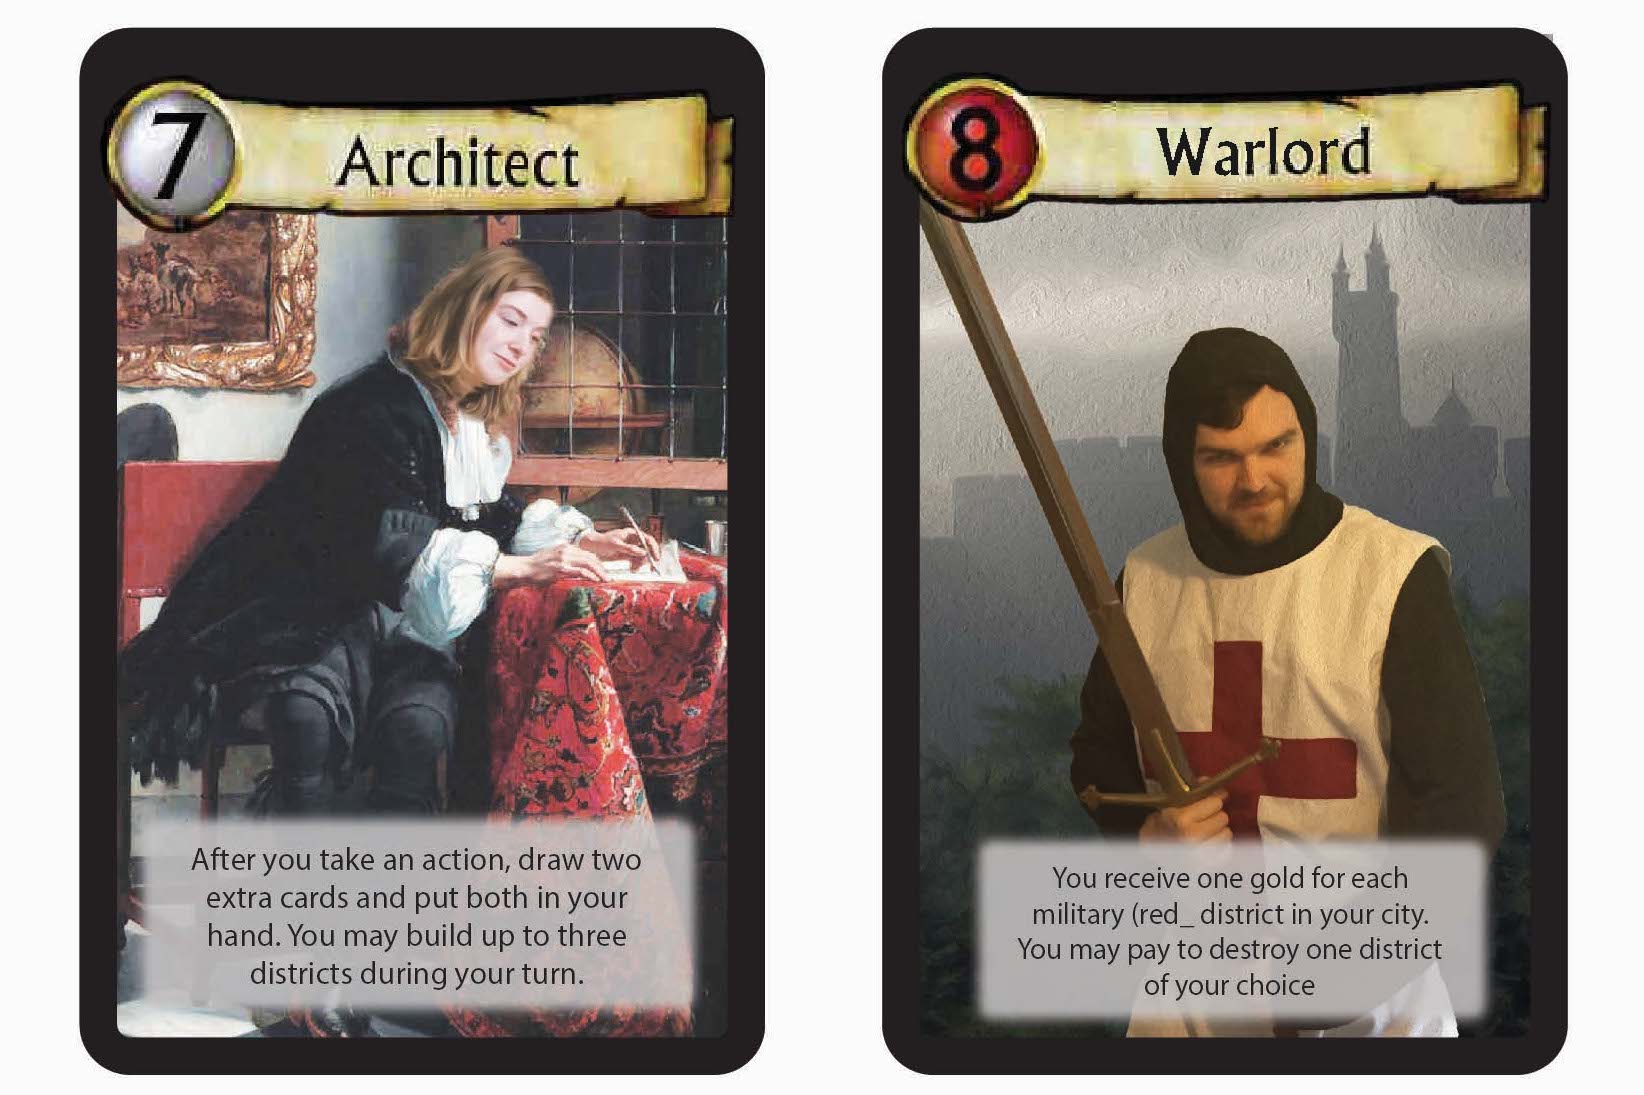 7
Architect
After you take an action, draw two
extra cards and put both in your
hand. You may build up to three
districts during your turn.
8
Warlord
You receive one gold for each
military (red_ district in your city.
You may pay to destroy one district
of your choice